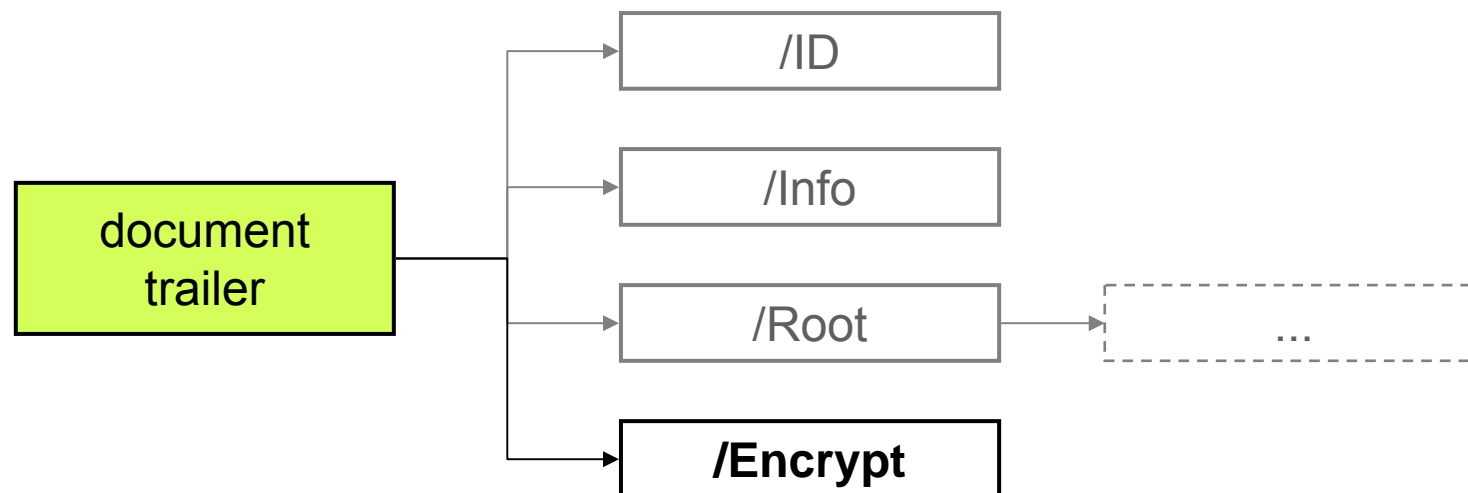 /ID
/Info
document
trailer
/Root
...
/Encrypt